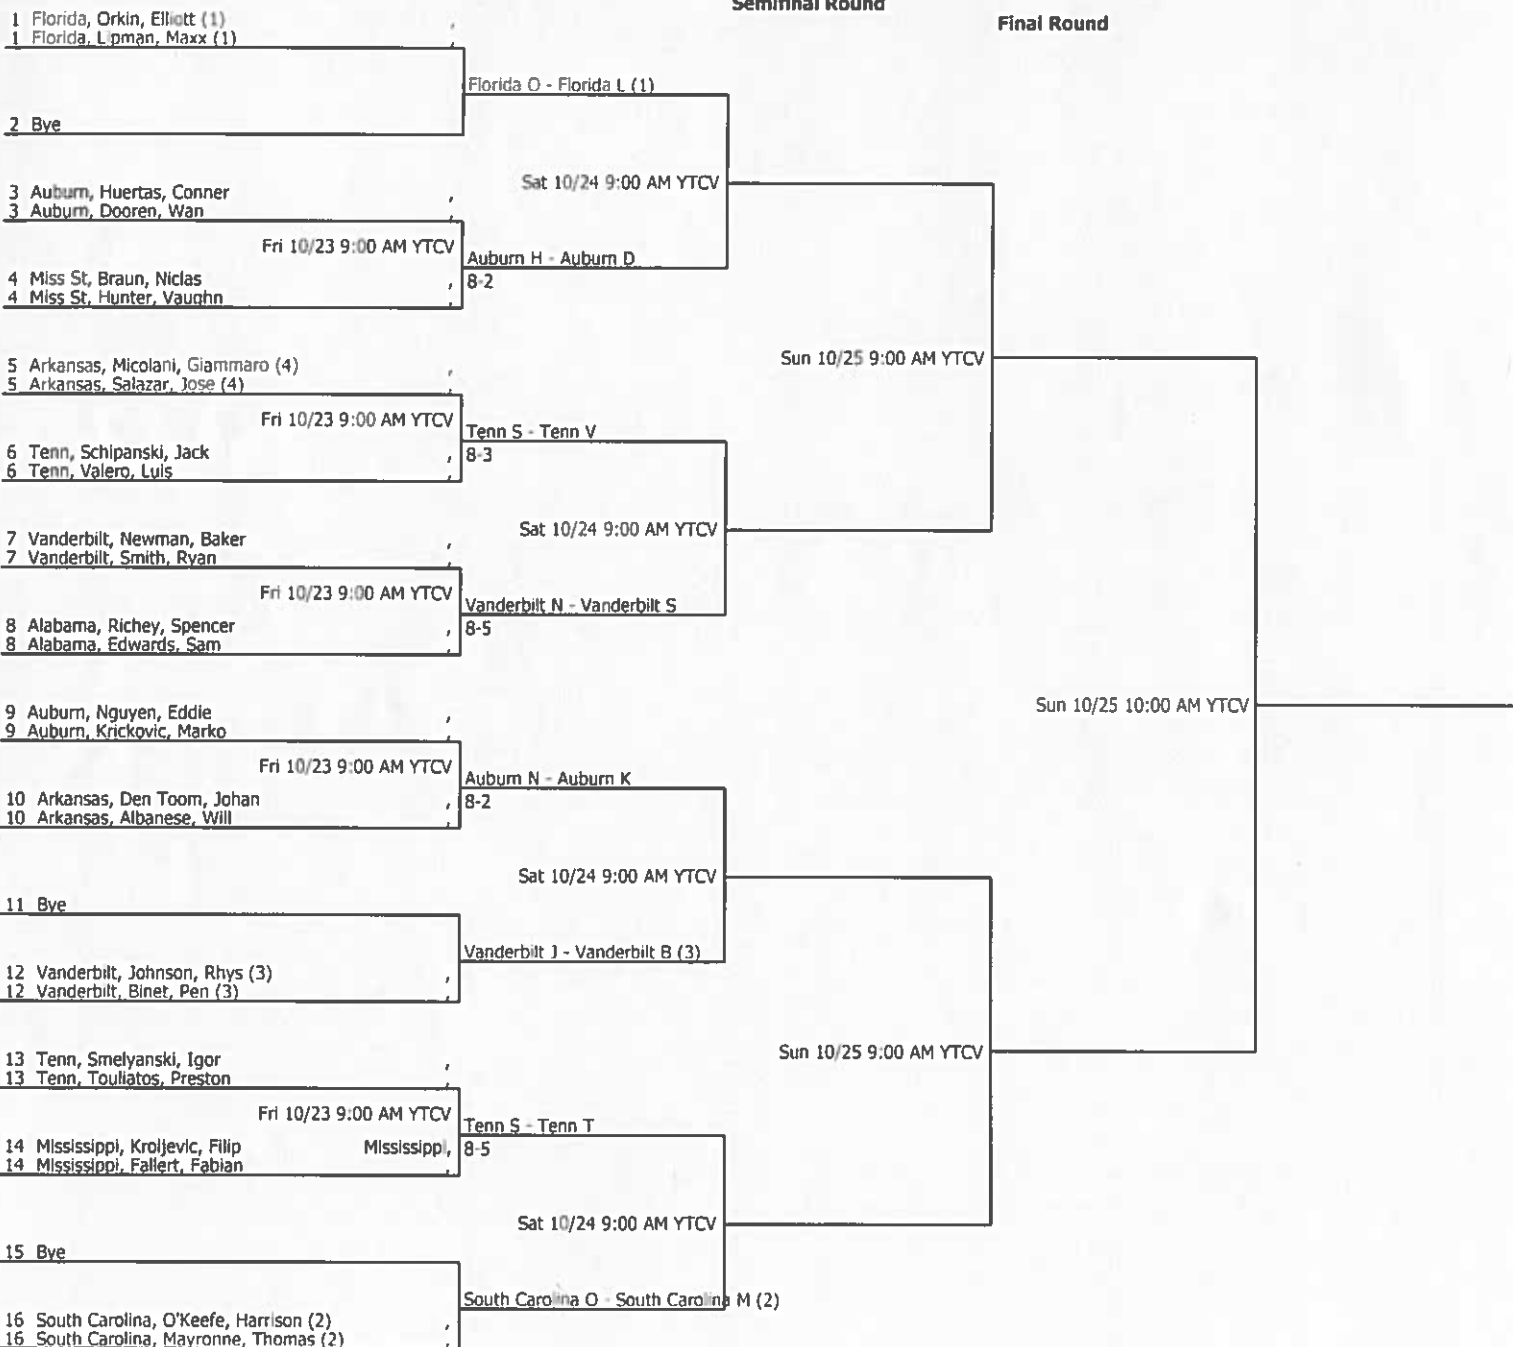 Semifinal Round
Final Round
1 Florida, Orkin, Elliott (1)
1 Florida, Lipman, Maxx (1)
Florida O - Florida L (1)
2 Bye
Sat 10/24 9:00 AM YTCV
3 Auburn, Huertas, Conner ,
3 Auburn, Dooren, Wan ,
Fri 10/23 9:00 AM YTCV
Auburn H - Auburn D
8-2
4 Miss St, Braun, Niclas ,
4 Miss St, Hunter, Vaughn ,
Sun 10/25 9:00 AM YTCV
5 Arkansas, Micolani, Giammaro (4) ,
5 Arkansas, Salazar, Jose (4) ,
Fri 10/23 9:00 AM YTCV
Tenn S - Tenn V
8-3
6 Tenn, Schipanski, Jack ,
6 Tenn, Valero, Luis ,
Sat 10/24 9:00 AM YTCV
7 Vanderbilt, Newman, Baker ,
7 Vanderbilt, Smith, Ryan ,
Fri 10/23 9:00 AM YTCV
Vanderbilt N - Vanderbilt S
8-5
8 Alabama, Richey, Spencer ,
8 Alabama, Edwards, Sam ,
Sun 10/25 10:00 AM YTCV
9 Auburn, Nguyen, Eddie ,
9 Auburn, Krickovic, Marko ,
Fri 10/23 9:00 AM YTCV
Auburn N - Auburn K
8-2
10 Arkansas, Den Toom, Johan ,
10 Arkansas, Albanese, Will ,
Sat 10/24 9:00 AM YTCV
11 Bye
Vanderbilt J - Vanderbilt B (3)
12 Vanderbilt, Johnson, Rhys (3) ,
12 Vanderbilt, Binet, Pen (3) ,
Sun 10/25 9:00 AM YTCV
13 Tenn, Smelyanski, Igor ,
13 Tenn, Touliatos, Preston ,
Fri 10/23 9:00 AM YTCV
Tenn S - Tenn T
8-5
14 Mississippi, Kroljevic, Filip Mississippi,
14 Mississippi, Fallert, Fabian ,
Sat 10/24 9:00 AM YTCV
15 Bye
South Carolina O - South Carolina M (2)
16 South Carolina, O'Keefe, Harrison (2) ,
16 South Carolina, Mayronne, Thomas (2) ,